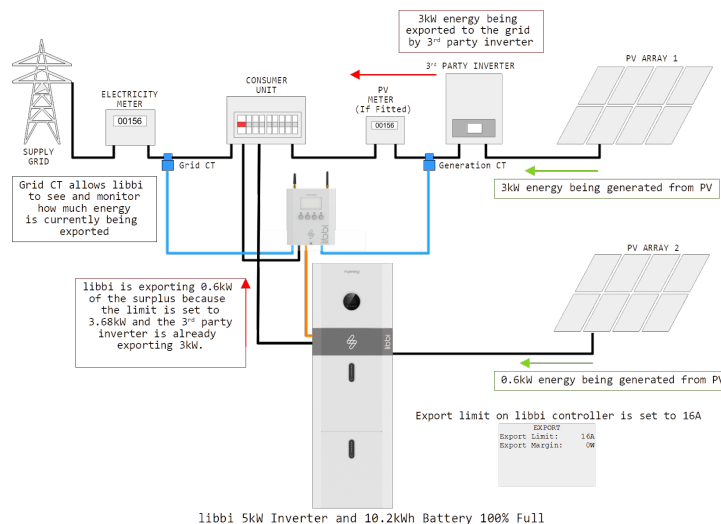 3kW energy being
exported to the grid
by 3rd party inverter
3rd PARTY INVERTER
PV ARRAY 1
CONSUMER
UNIT
ELECTRICITY
METER
PV
METER
(If Fitted)
00156
00156
SUPPLY
GRID
Grid CT
Generation CT
Grid CT allows libbi
to see and monitor
how much energy
is currently being
exported
3kW energy being generated from PV
libbi
PV ARRAY 2
libbi is exporting 0.6kW
of the surplus because
the limit is set to
3.68kW and the 3rd party
inverter is already
exporting 3kW.
myenergi
libbi
0.6kW energy being generated from PV
Export limit on libbi controller is set to 16A
EXPORT
Export Limit: 16A
Export Margin: 0W
libbi 5kW Inverter and 10.2kWh Battery 100% Full